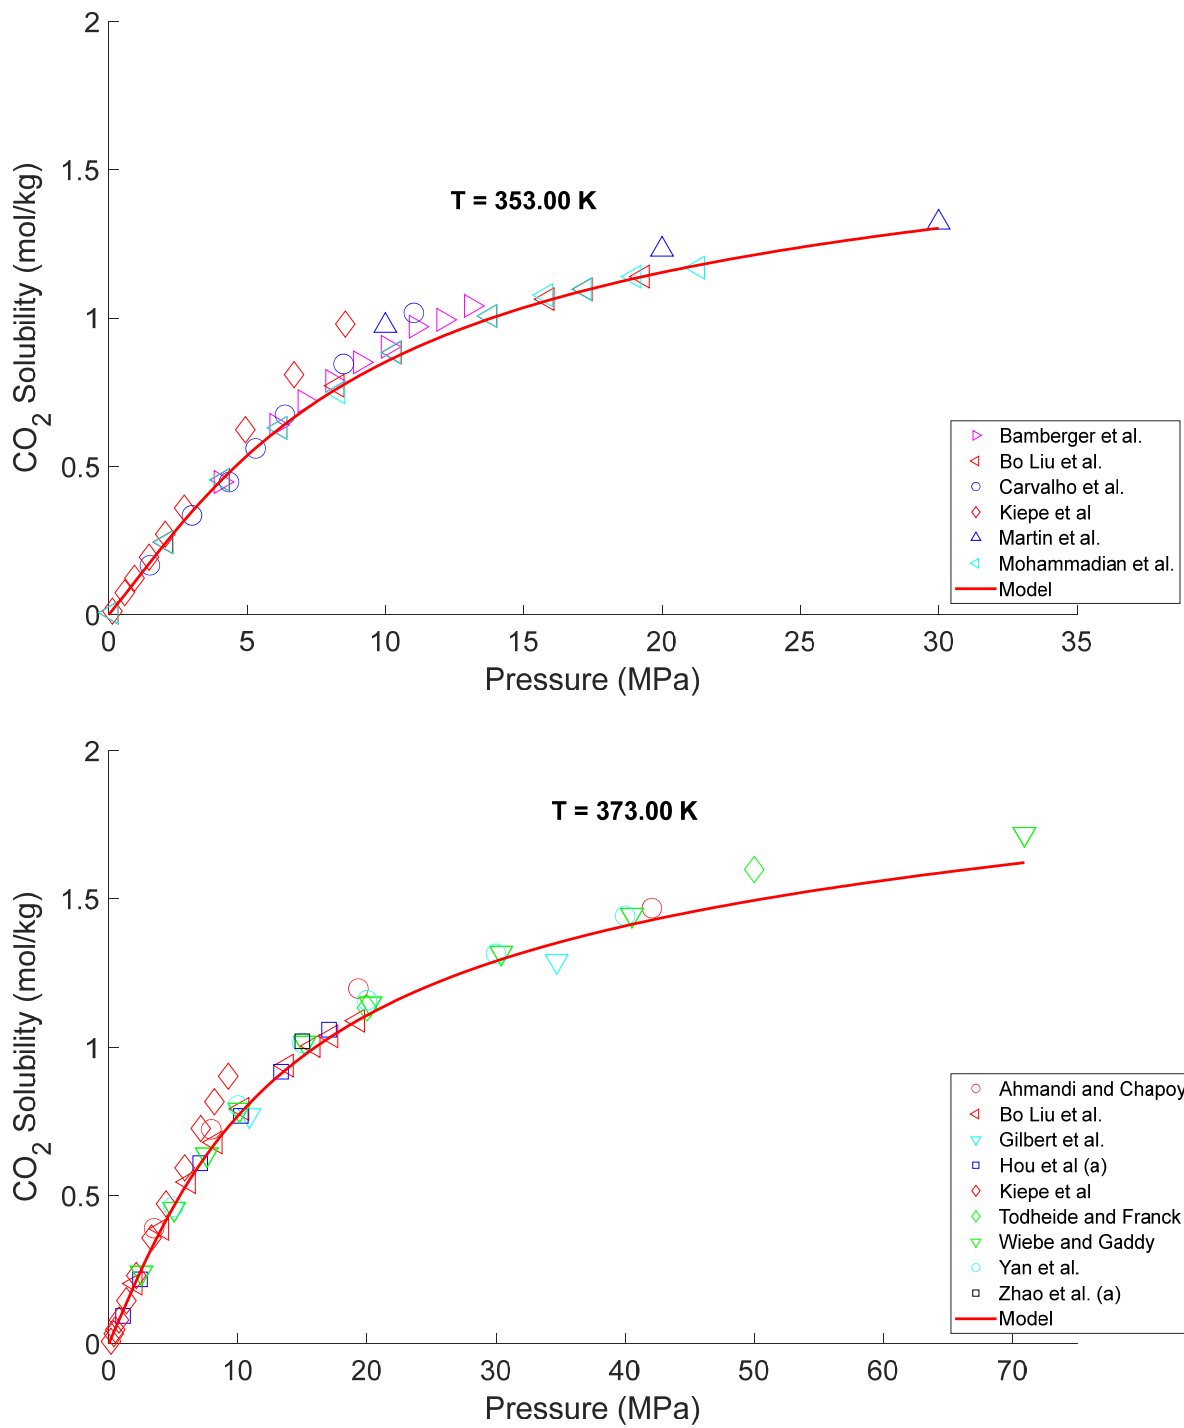 2
1.5
1
0.5
0
CO2 Solubility (mol/kg)
T = 353.00 K
Bamberger et al.
Bo Liu et al.
Carvalho et al.
Kiepe et al
Martin et al.
Mohammadian et al.
Model
0 5 10 15 20 25 30 35
Pressure (MPa)
2
1.5
1
0.5
0
CO2 Solubility (mol/kg)
T = 373.00 K
Ahmandi and Chapoy
Bo Liu et al.
Gilbert et al.
Hou et al (a)
Kiepe et al
Todheide and Franck
Wiebe and Gaddy
Yan et al.
Zhao et al. (a)
Model
0 10 20 30 40 50 60 70
Pressure (MPa)